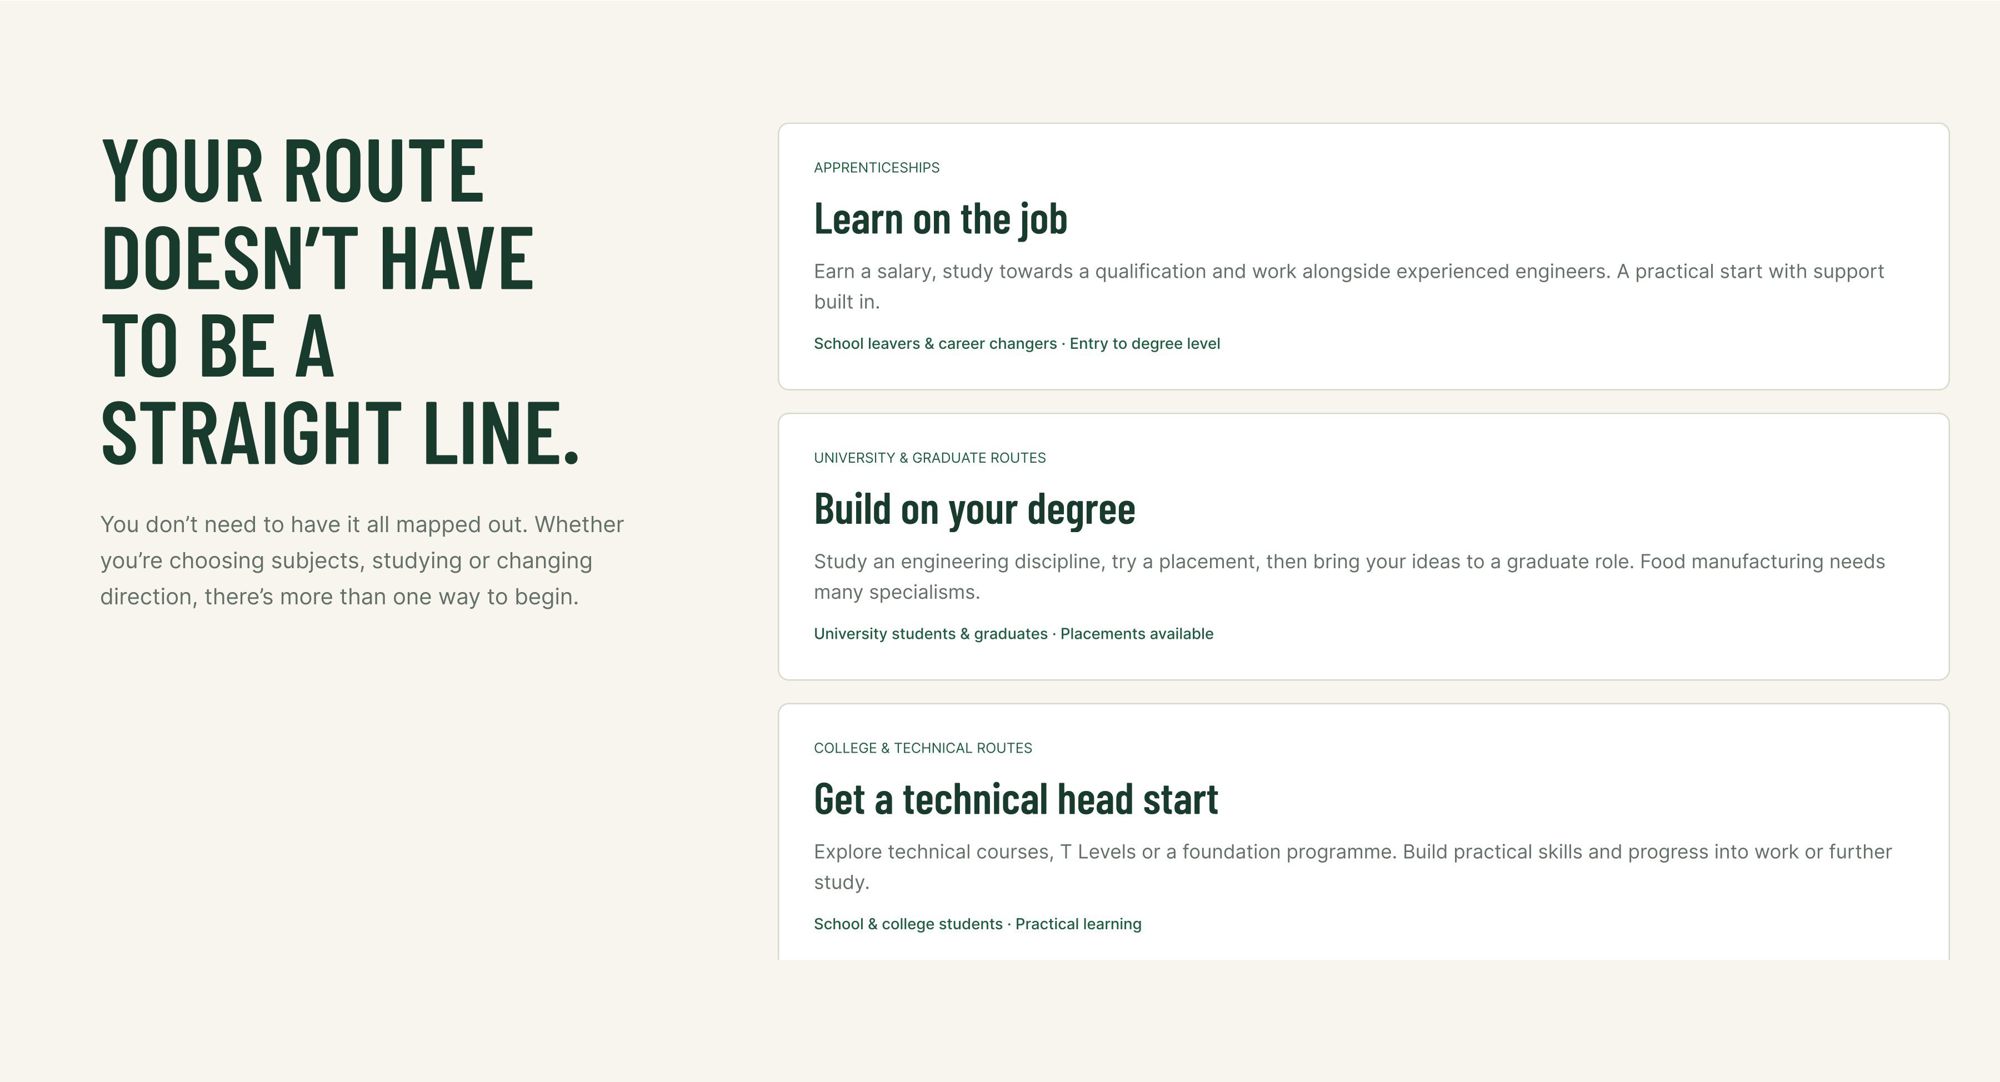 YOUR ROUTE
DOESN’T HAVE
TO BE A
STRAIGHT LINE.
You don’t need to have it all mapped out. Whether
you’re choosing subjects, studying or changing
direction, there’s more than one way to begin.
APPRENTICESHIPS
Learn on the job
Earn a salary, study towards a qualification and work alongside experienced engineers. A practical start with support
built in.
School leavers & career changers · Entry to degree level
UNIVERSITY & GRADUATE ROUTES
Build on your degree
Study an engineering discipline, try a placement, then bring your ideas to a graduate role. Food manufacturing needs
many specialisms.
University students & graduates · Placements available
COLLEGE & TECHNICAL ROUTES
Get a technical head start
Explore technical courses, T Levels or a foundation programme. Build practical skills and progress into work or further
study.
School & college students · Practical learning